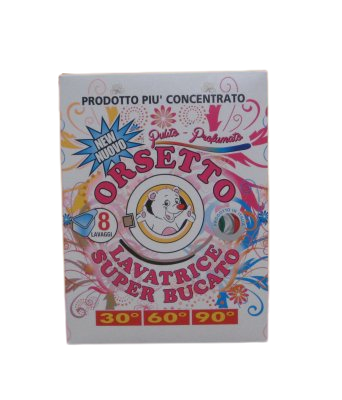 PRODOTTO PIU' CONCENTRATO
NEW
NUOVO
Pulito - Profumato
ORSETTO
8
LAVAGGI
LAVATRICE
SUPER BUCATO
30° 60° 90°